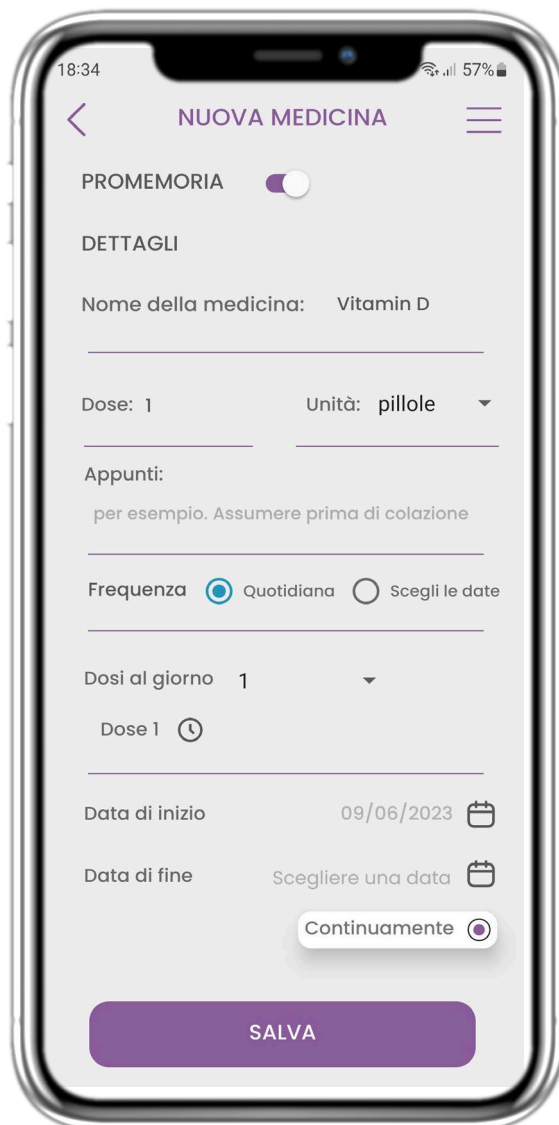 18:34 57%
NUOVA MEDICINA
PROMEMORIA
DETTAGLI
Nome della medicina: Vitamin D
Dose: 1 Unità: pillole
Appunti:
per esempio. Assumere prima di colazione
Frequenza Quotidiana Scegli le date
Dosi al giorno 1
Dose 1
Data di inizio 09/06/2023
Data di fine Scegliere una data
Continuamente
SALVA